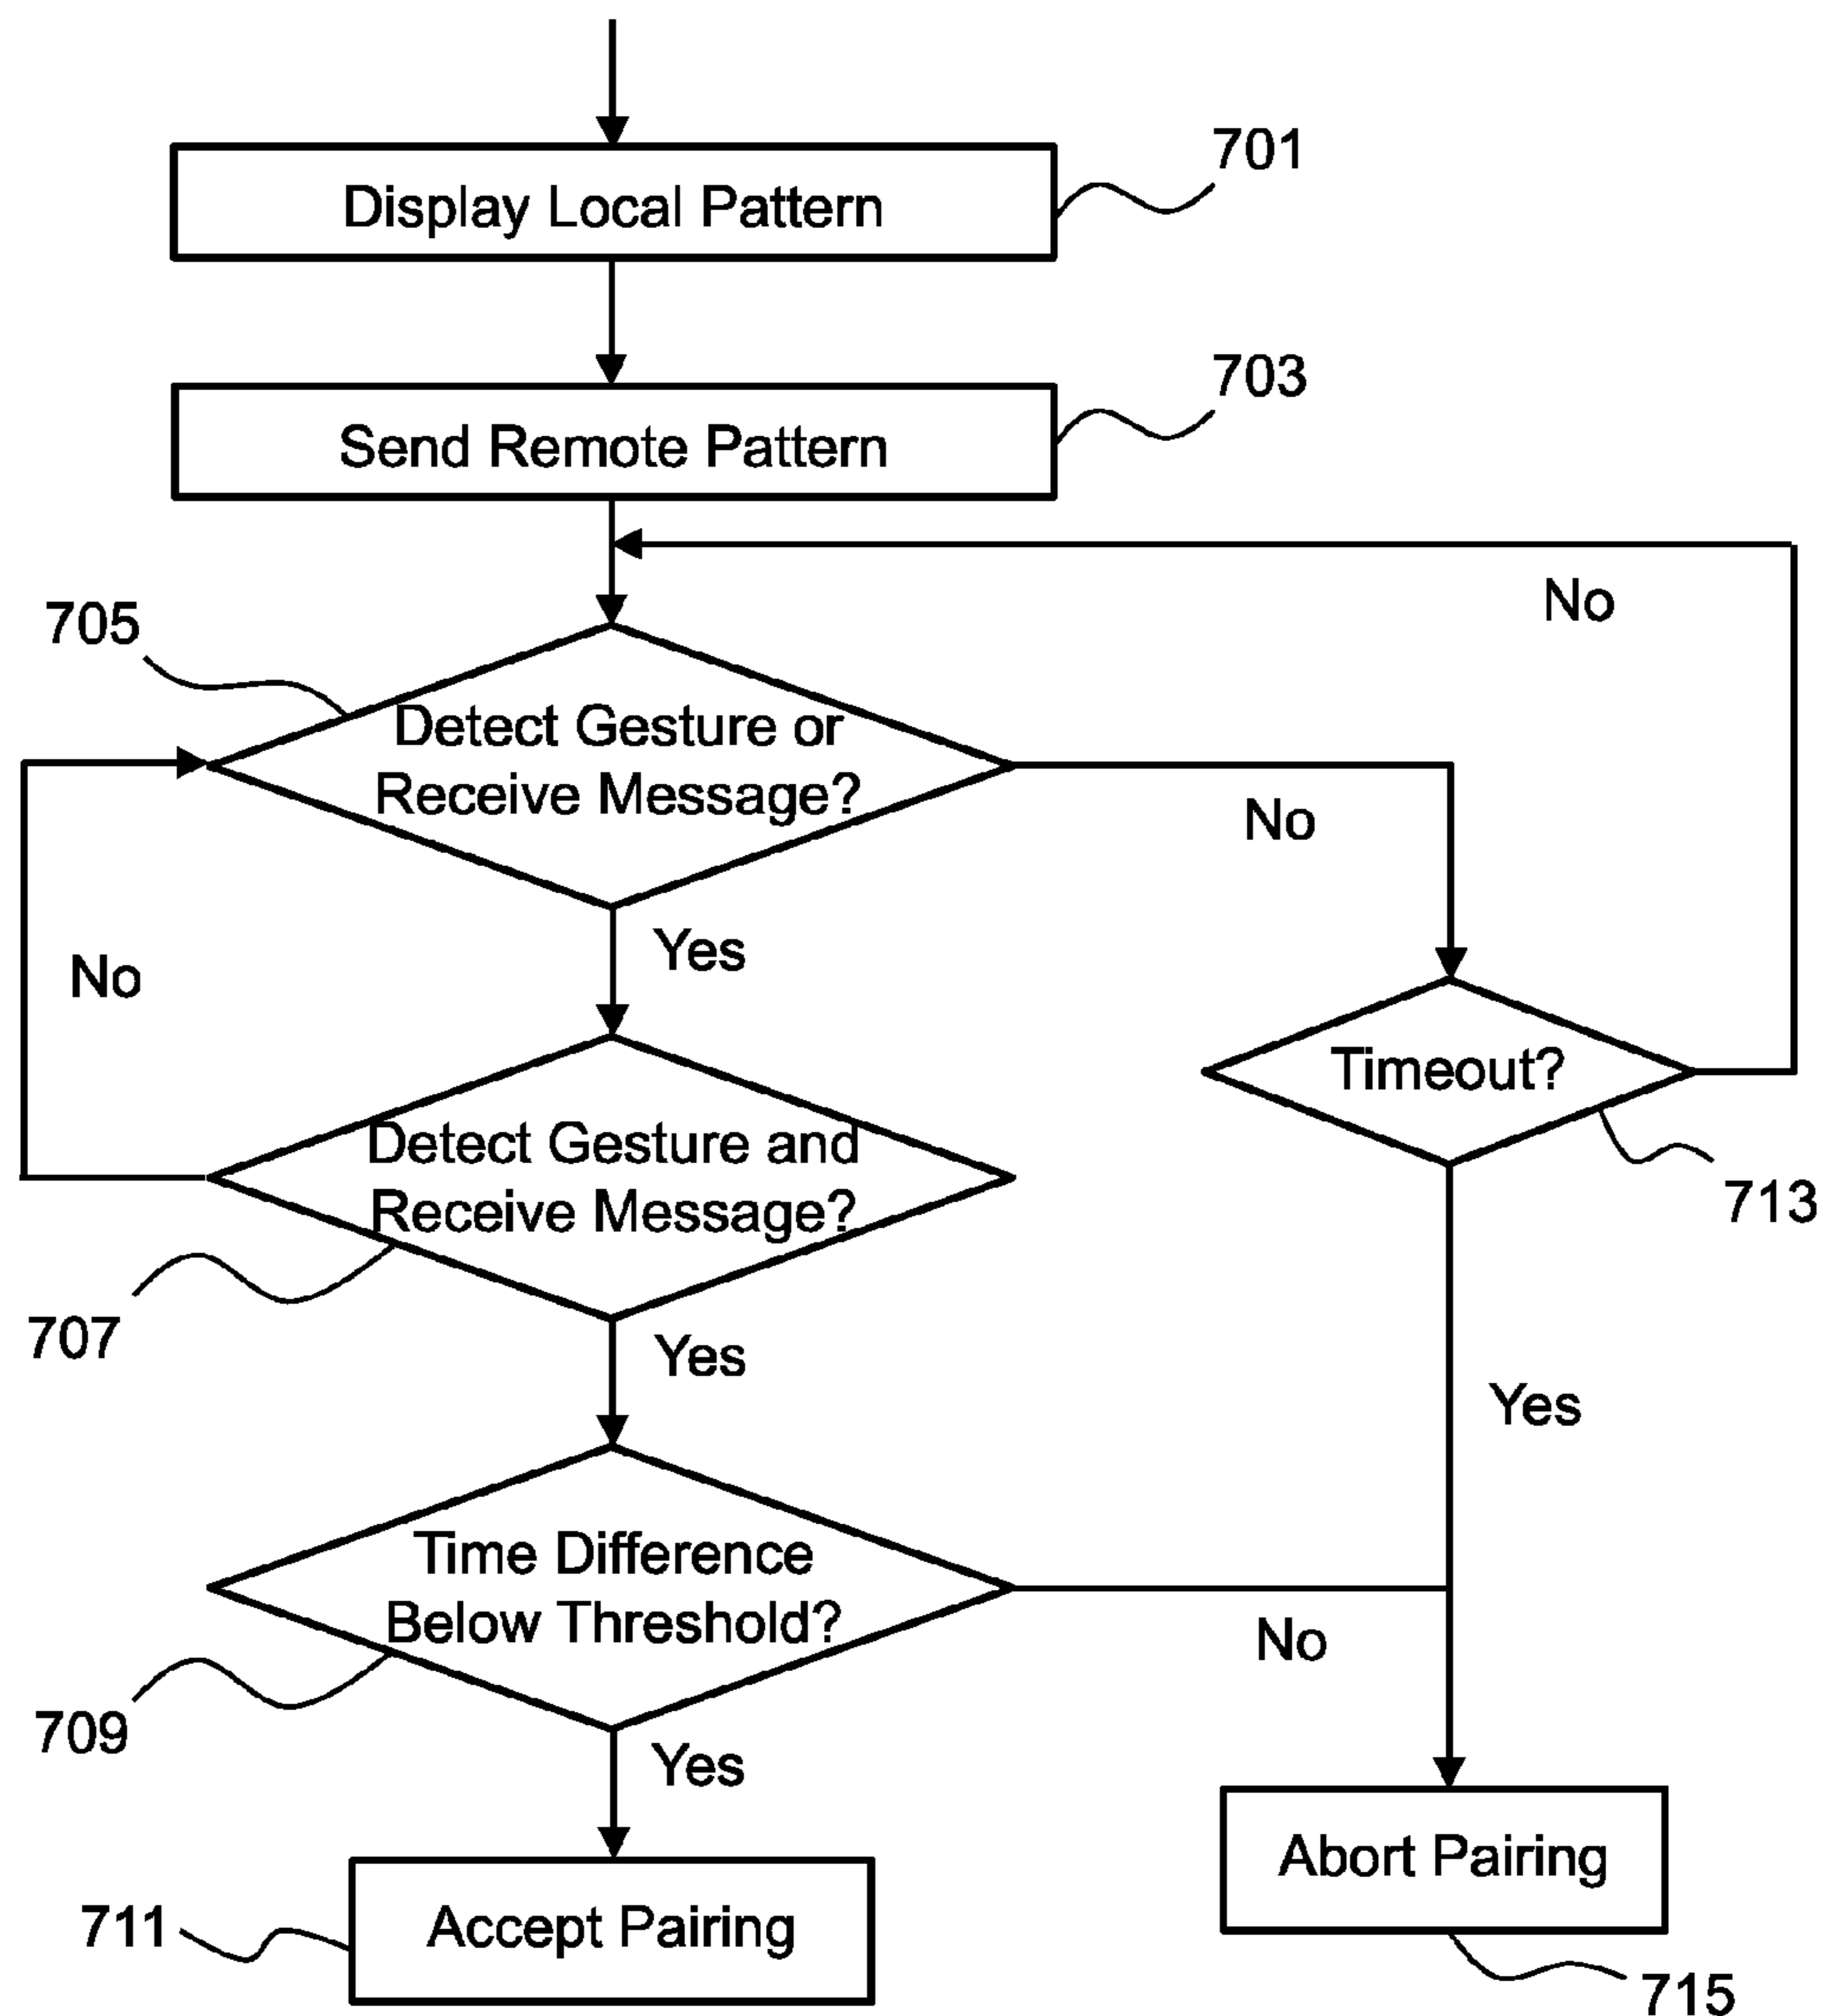 701
Display Local Pattern
703
Send Remote Pattern
No
705
Detect Gesture or
Receive Message?
No
Yes
No
Timeout?
Detect Gesture and
Receive Message?
713
707
Yes
Yes
Time Difference
Below Threshold?
No
709
Yes
Abort Pairing
Accept Pairing
711
715